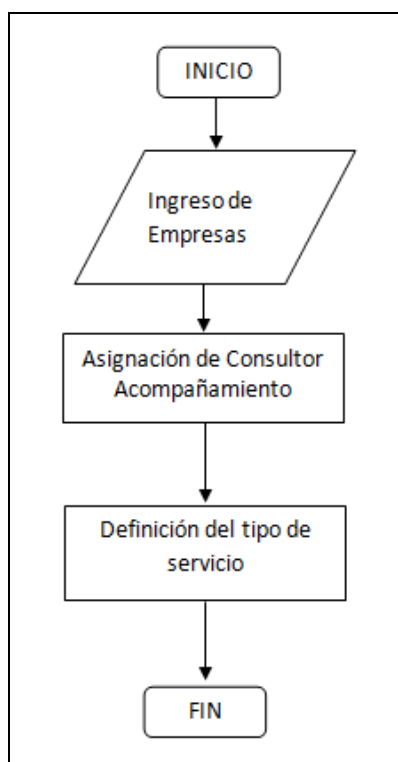 INICIO
Ingreso de
Empresas
Asignación de Consultor
Acompañamiento
Definición del tipo de
servicio
FIN